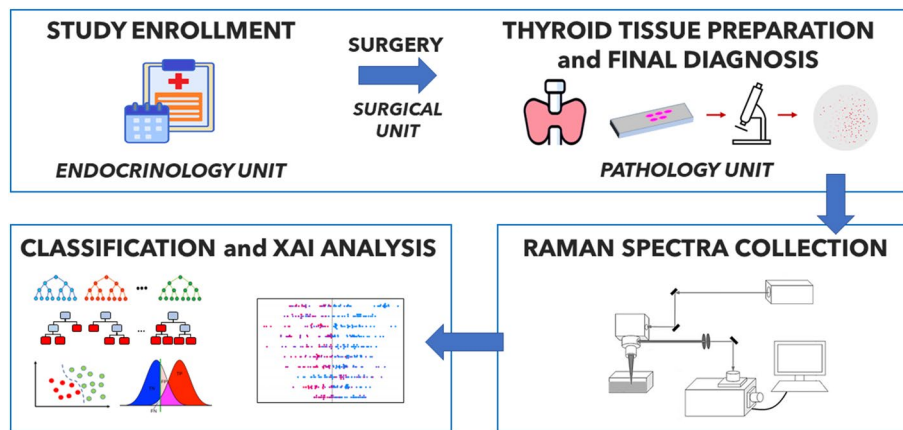 STUDY ENROLLMENT
ENDOCRINOLOGY UNIT
SURGERY
SURGICAL
UNIT
THYROID TISSUE PREPARATION
and FINAL DIAGNOSIS
PATHOLOGY UNIT
CLASSIFICATION and XAI ANALYSIS
RAMAN SPECTRA COLLECTION